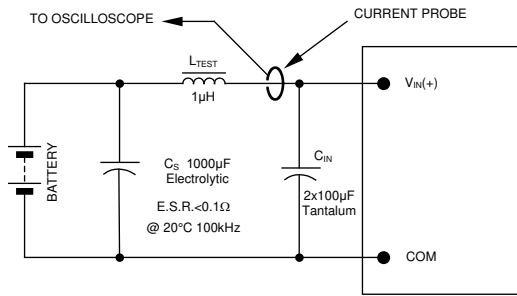 TO OSCILLOSCOPE
CURRENT PROBE
LTEST
1µH
VIN(+)
BATTERY
CS 1000µF
Electrolytic
E.S.R.<0.1Ω
@ 20°C 100kHz
CIN
2x100µF
Tantalum
COM